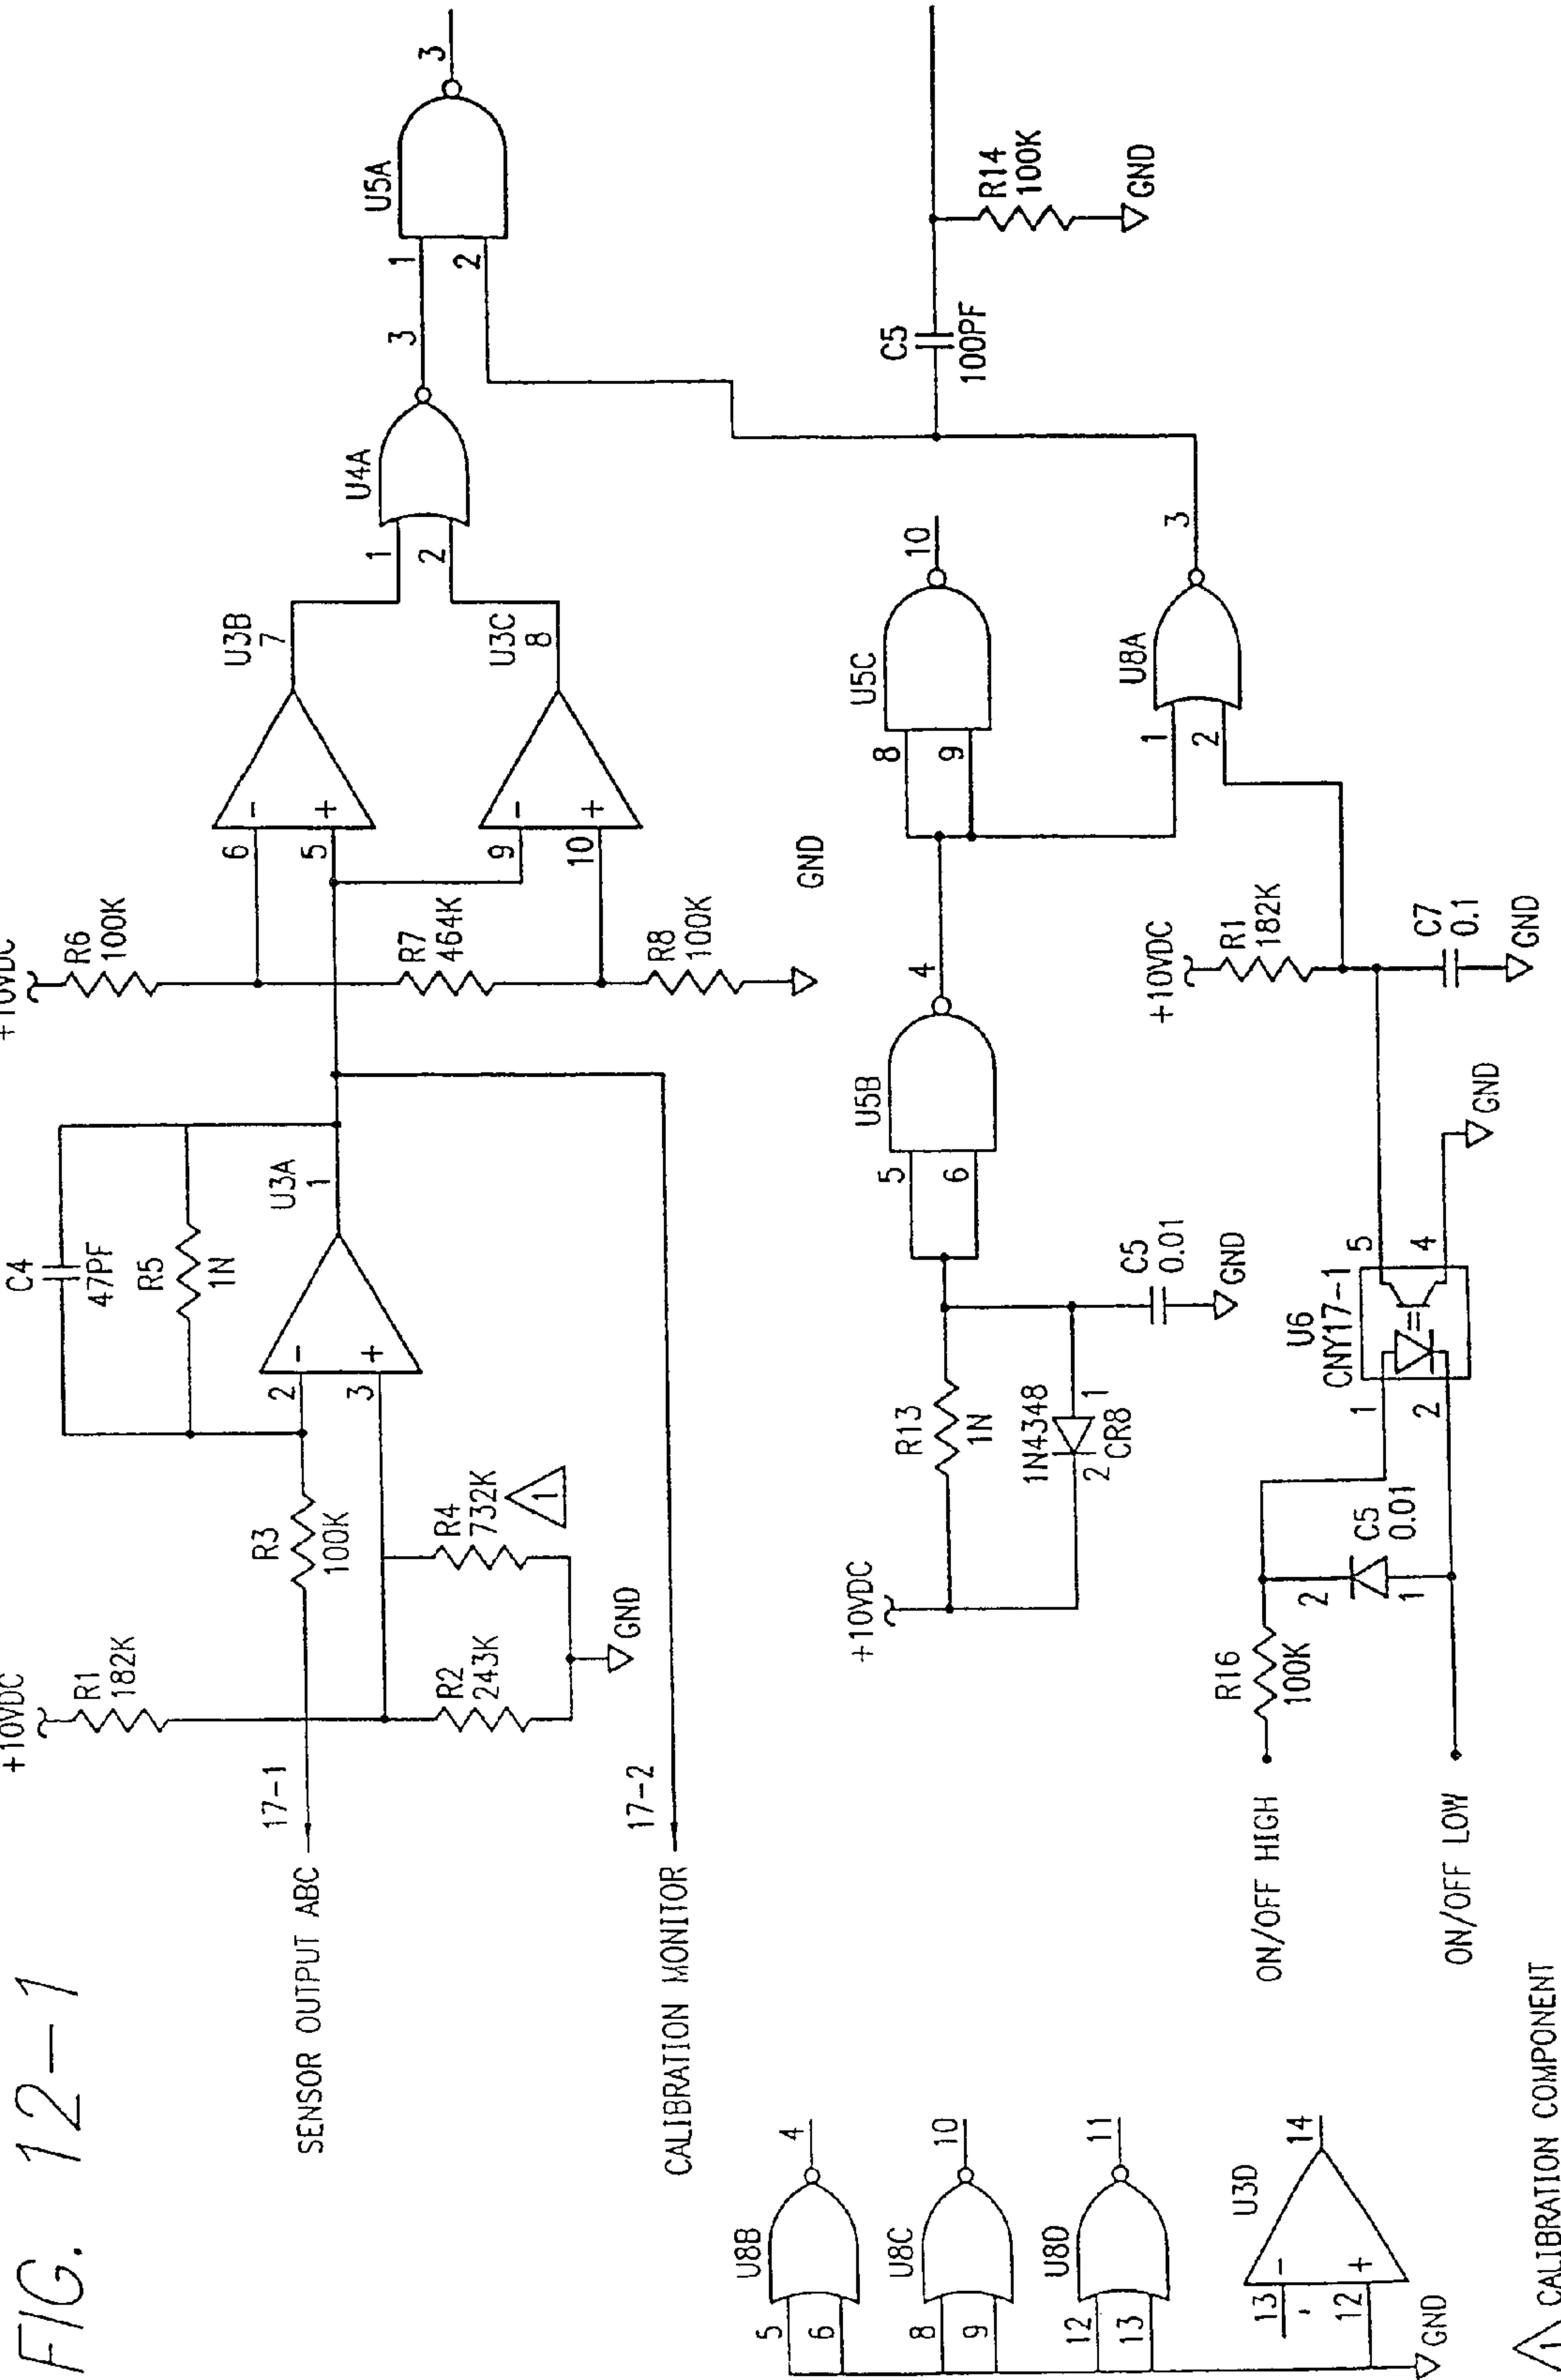 FIG. 12-1
+10VDC
R1
182K
SENSOR OUTPUT ABC
17-1
R3
100K
R2
243K
R4
732K
1
GND
C4
47PF
R5
1N
2
3
-
+
U3A
1
CALIBRATION MONITOR
17-2
+10VDC
R6
100K
R7
464K
R8
100K
GND
6
5
-
+
U3B
7
9
10
-
+
U3C
8
1
2
U4A
3
1
2
U5A
3
+10VDC
R13
1N
1N4348
2
1
CR8
C5
0.01
GND
5
6
U5B
4
8
9
U5C
10
1
2
U8A
3
C5
100PF
R14
100K
GND
ON/OFF HIGH
R16
100K
ON/OFF LOW
2
1
C5
0.01
1
2
U6
CNY17-1
5
4
GND
+10VDC
R1
182K
C7
0.1
GND
U8B
5
6
4
U8C
8
9
10
U8D
12
13
11
U3D
13
12
-
+
14
GND
1 CALIBRATION COMPONENT